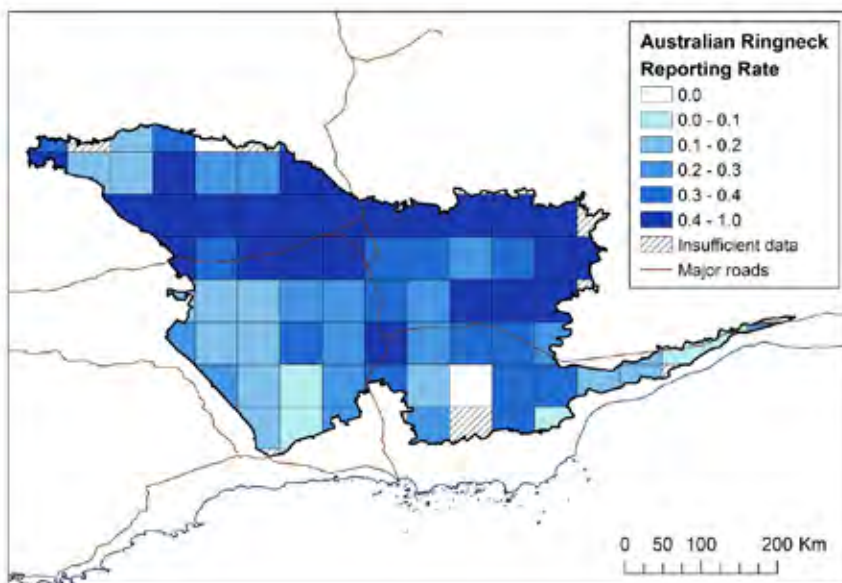 Australian Ringneck
Reporting Rate
0.0
0.0 - 0.1
0.1 - 0.2
0.2 - 0.3
0.3 - 0.4
0.4 - 1.0
Insufficient data
Major roads
0 50 100 200 Km